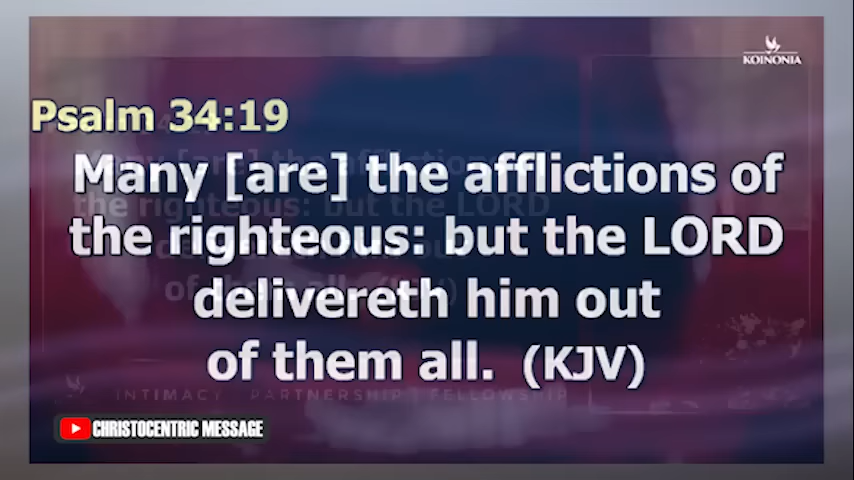 KOINONIA
Psalm 34:19
Many [are] the afflictions of
the righteous: but the LORD
delivereth him out
of them all. (KJV)
INTIMACY PARTNERSHIP FELLOWSHIP
CHRISTOCENTRIC MESSAGE